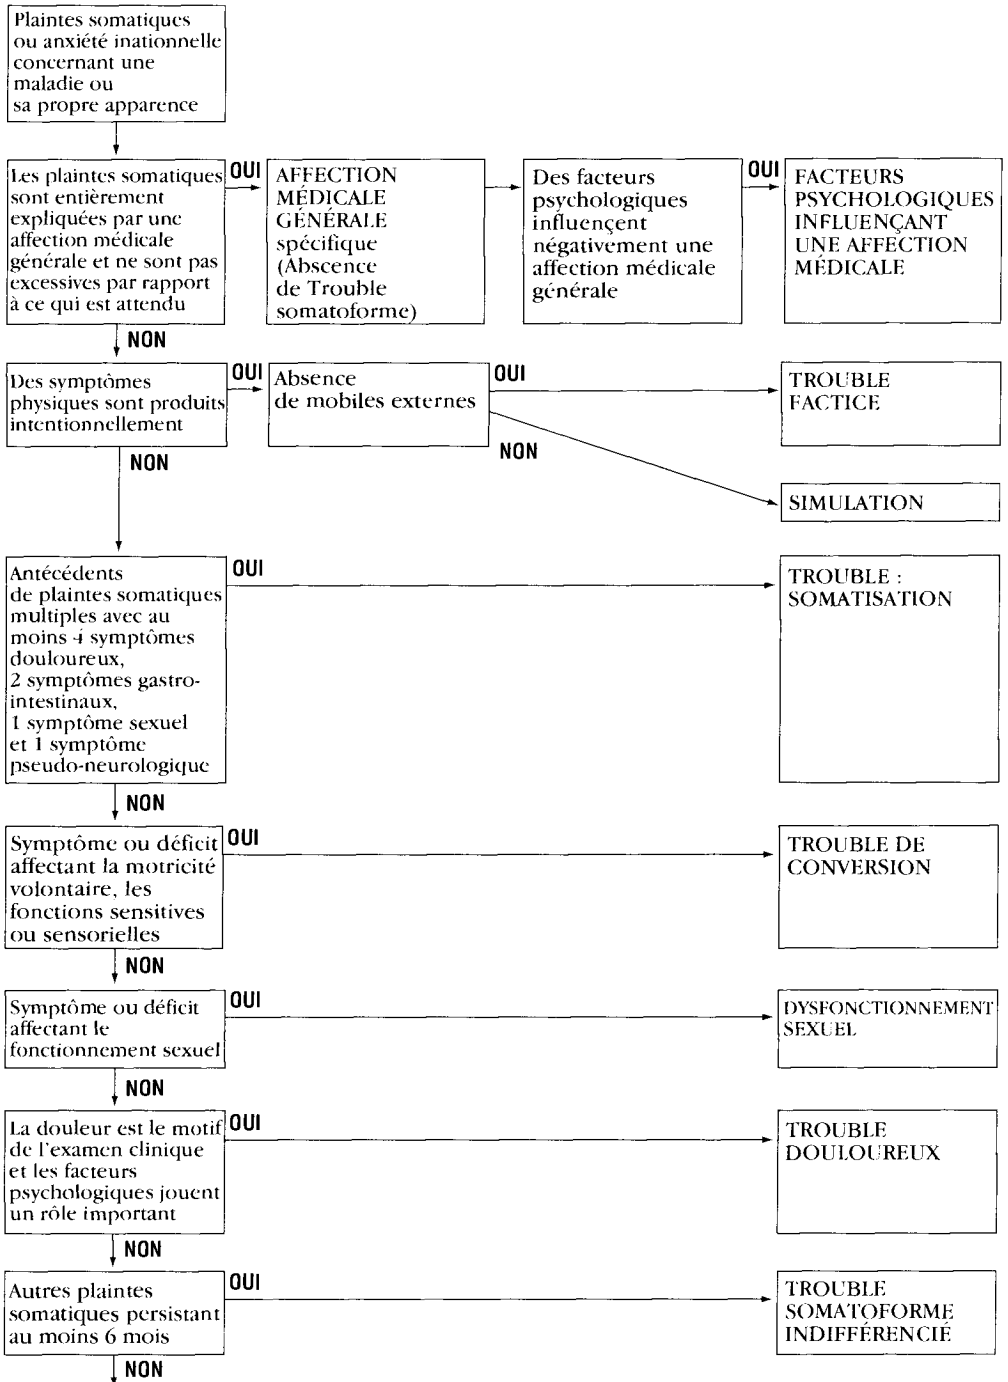 Plaintes somatiques
ou anxiété inationnelle
concernant une
maladie ou
sa propre apparence
Les plaintes somatiques
sont entièrement
expliquées par une
affection médicale
générale et ne sont pas
excessives par rapport
à ce qui est attendu
OUI
AFFECTION
MÉDICALE
GÉNÉRALE
spécifique
(Abscence
de Trouble
somatoforme)
Des facteurs
psychologiques
influençent
négativement une
affection médicale
générale
OUI
FACTEURS
PSYCHOLOGIQUES
INFLUENÇANT
UNE AFFECTION
MÉDICALE
NON
Des symptômes
physiques sont produits
intentionnellement
OUI
Absence
de mobiles externes
OUI
TROUBLE
FACTICE
NON
SIMULATION
NON
Antécédents
de plaintes somatiques
multiples avec au
moins 4 symptômes
douloureux,
2 symptômes gastro-
intestinaux,
1 symptôme sexuel
et 1 symptôme
pseudo-neurologique
OUI
TROUBLE :
SOMATISATION
NON
Symptôme ou déficit
affectant la motricité
volontaire, les
fonctions sensitives
ou sensorielles
OUI
TROUBLE DE
CONVERSION
NON
Symptôme ou déficit
affectant le
fonctionnement sexuel
OUI
DYSFONCTIONNEMENT
SEXUEL
NON
La douleur est le motif
de l'examen clinique
et les facteurs
psychologiques jouent
un rôle important
OUI
TROUBLE
DOULOUREUX
NON
Autres plaintes
somatiques persistant
au moins 6 mois
OUI
TROUBLE
SOMATOFORME
INDIFFÉRENCIÉ
NON